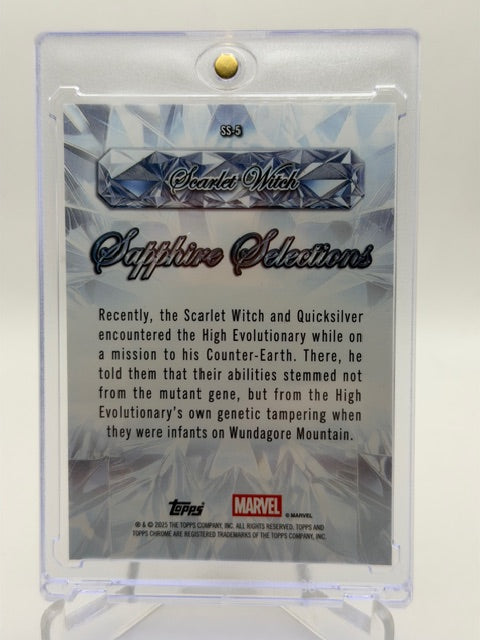 SS-5
Scarlet Witch
Sapphire Selections
Recently, the Scarlet Witch and Quicksilver
encountered the High Evolutionary while on
a mission to his Counter-Earth. There, he
told them that their abilities stemmed not
from the mutant gene, but from the High
Evolutionary's own genetic tampering when
they were infants on Wundagore Mountain.
Topps MARVEL © MARVEL
® & © 2025 THE TOPPS COMPANY, INC. ALL RIGHTS RESERVED. TOPPS AND
TOPPS CHROME ARE REGISTERED TRADEMARKS OF THE TOPPS COMPANY, INC.